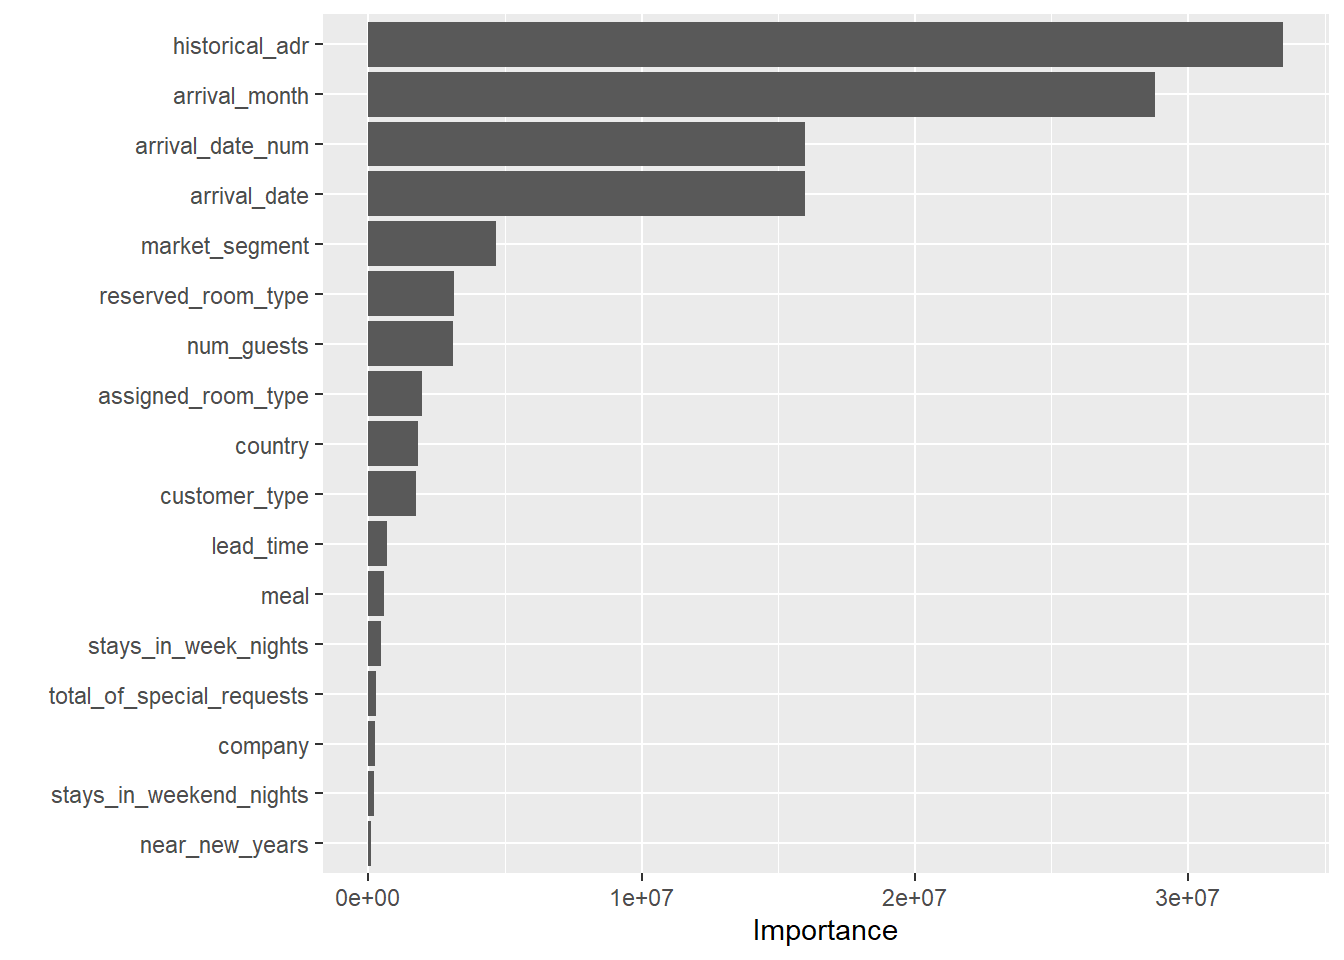 historical_adr
arrival_month
arrival_date_num
arrival_date
market_segment
reserved_room_type
num_guests
assigned_room_type
country
customer_type
lead_time
meal
stays_in_week_nights
total_of_special_requests
company
stays_in_weekend_nights
near_new_years
0e+00 1e+07 2e+07 3e+07
Importance